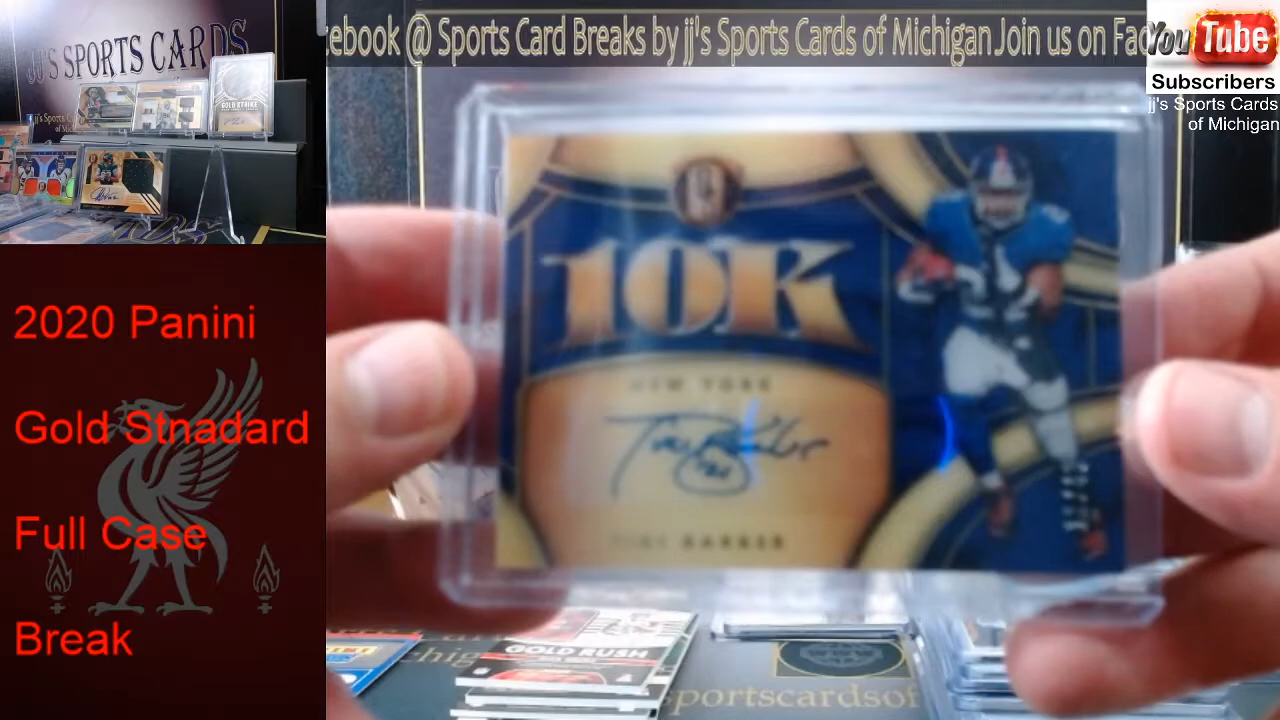 JJ'S SPORTS CARDS
GOLD STRIKE
cebook @ Sports Card Breaks by jj's Sports Cards of Michigan Join us on Fac
You Tube
Subscribers
jj's Sports Cards
of Michigan
2020 Panini
Gold Stnadard
Full Case
Break
10K
NEW YORK
TIKI BARBER
GOLD RUSH
sportscardsof